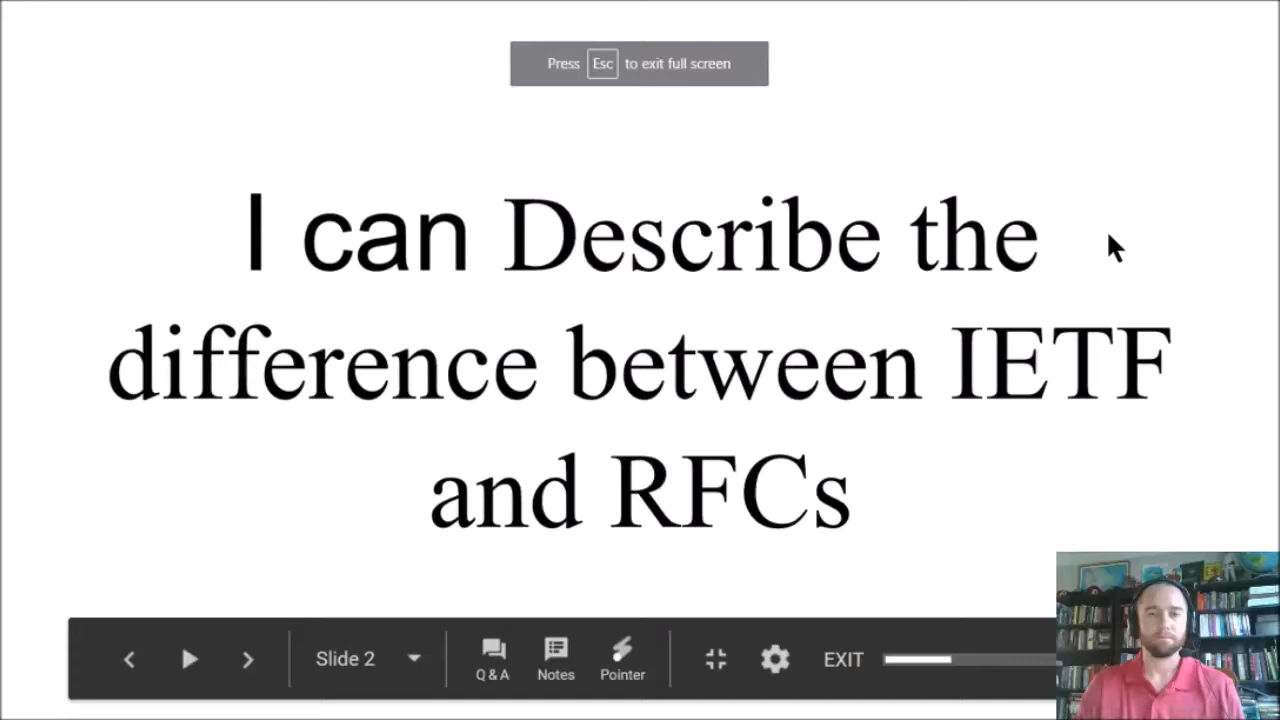 Press Esc to exit full screen
I can Describe the
difference between IETF
and RFCs
Slide 2
Q & A
Notes
Pointer
EXIT